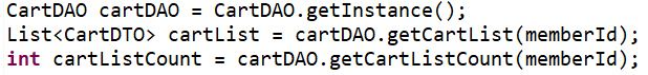 CartDAO cartDAO = CartDAO.getInstance();
List<CartDTO> cartList = cartDAO.getCartList(memberId);
int cartListCount = cartDAO.getCartListCount(memberId);